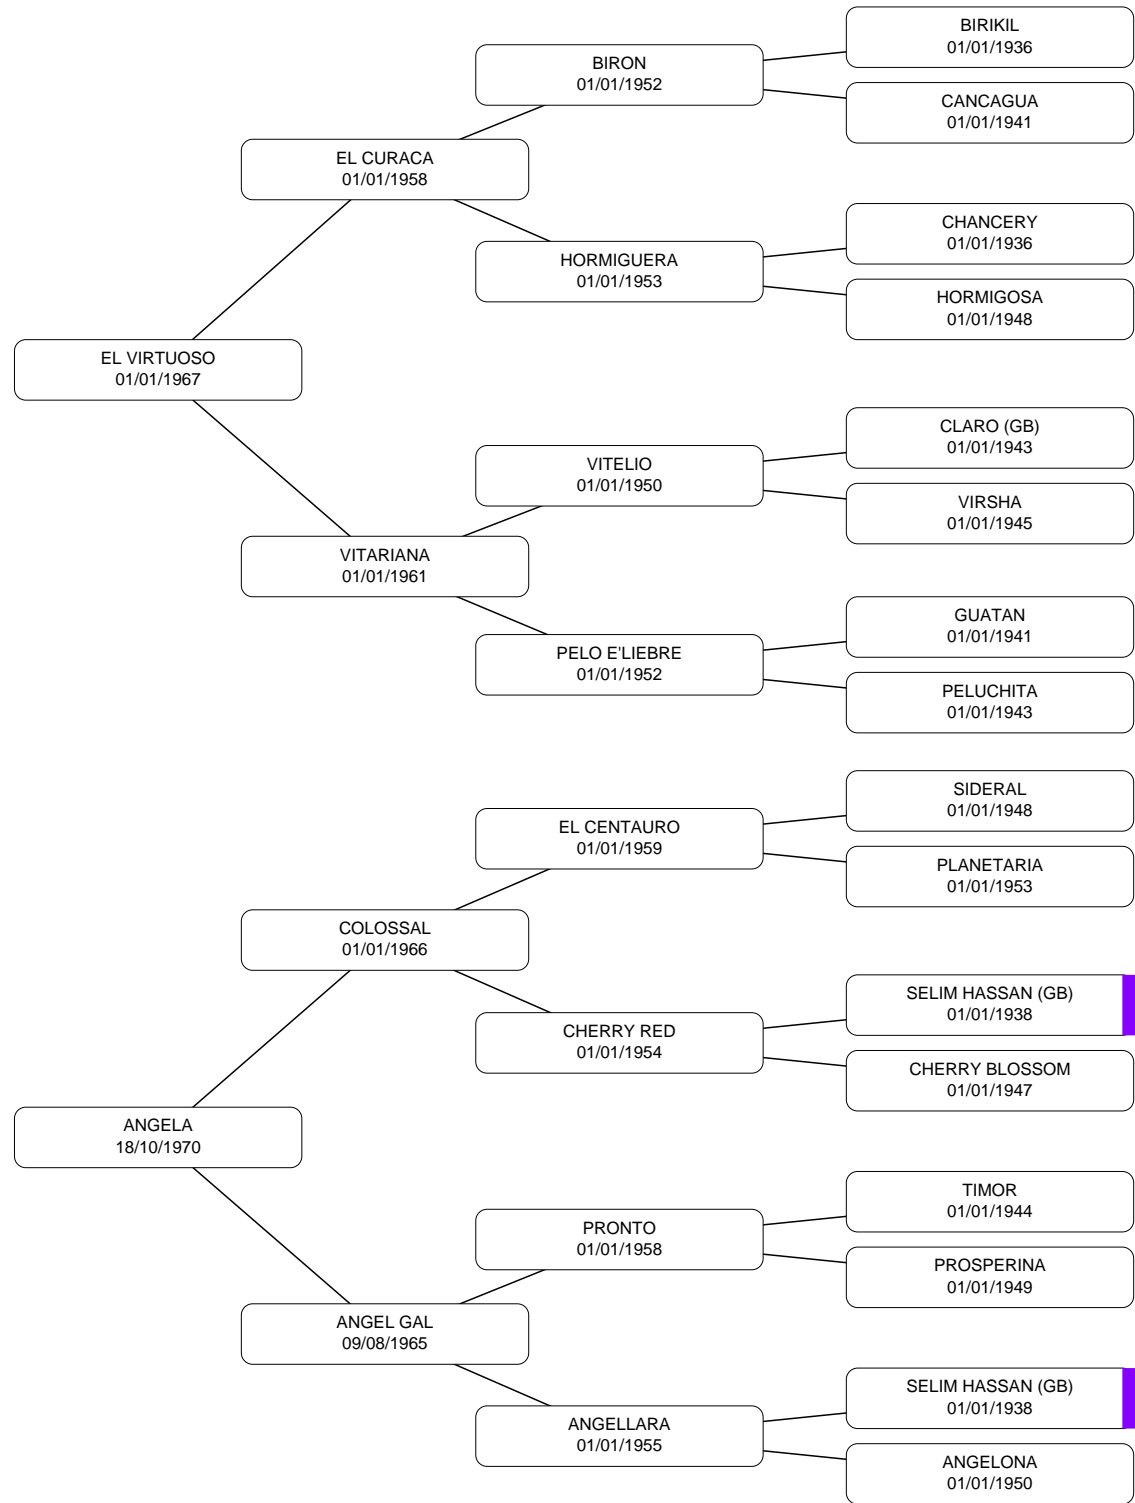 BIRIKIL
01/01/1936
BIRON
01/01/1952
CANCAGUA
01/01/1941
EL CURACA
01/01/1958
CHANCERY
01/01/1936
HORMIGUERA
01/01/1953
HORMIGOSA
01/01/1948
EL VIRTUOSO
01/01/1967
CLARO (GB)
01/01/1943
VITELIO
01/01/1950
VIRSHA
01/01/1945
VITARIANA
01/01/1961
GUATAN
01/01/1941
PELO E'LIEBRE
01/01/1952
PELUCHITA
01/01/1943
SIDERAL
01/01/1948
EL CENTAURO
01/01/1959
PLANETARIA
01/01/1953
COLOSSAL
01/01/1966
SELIM HASSAN (GB)
01/01/1938
CHERRY RED
01/01/1954
CHERRY BLOSSOM
01/01/1947
ANGELA
18/10/1970
TIMOR
01/01/1944
PRONTO
01/01/1958
PROSPERINA
01/01/1949
ANGEL GAL
09/08/1965
SELIM HASSAN (GB)
01/01/1938
ANGELLARA
01/01/1955
ANGELONA
01/01/1950